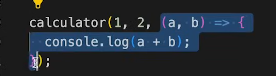 calculator(1, 2, (a, b) => {
  console.log(a + b);
});